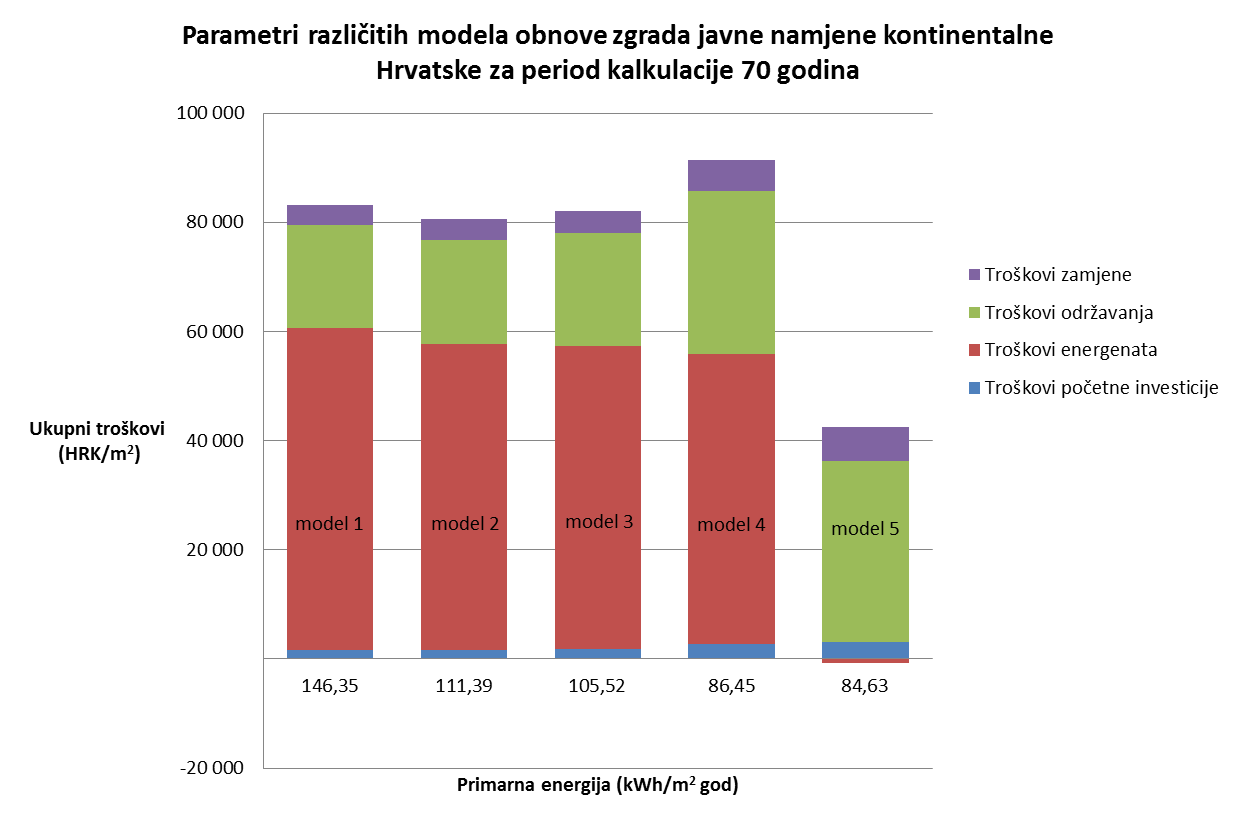 Parametri različitih modela obnove zgrada javne namjene kontinentalne
Hrvatske za period kalkulacije 70 godina
100 000
80 000
60 000
40 000
20 000
-20 000
Ukupni troškovi
(HRK/m²)
model 1
model 2
model 3
model 4
model 5
146,35
111,39
105,52
86,45
84,63
Primarna energija (kWh/m² god)
Troškovi zamjene
Troškovi održavanja
Troškovi energenata
Troškovi početne investicije